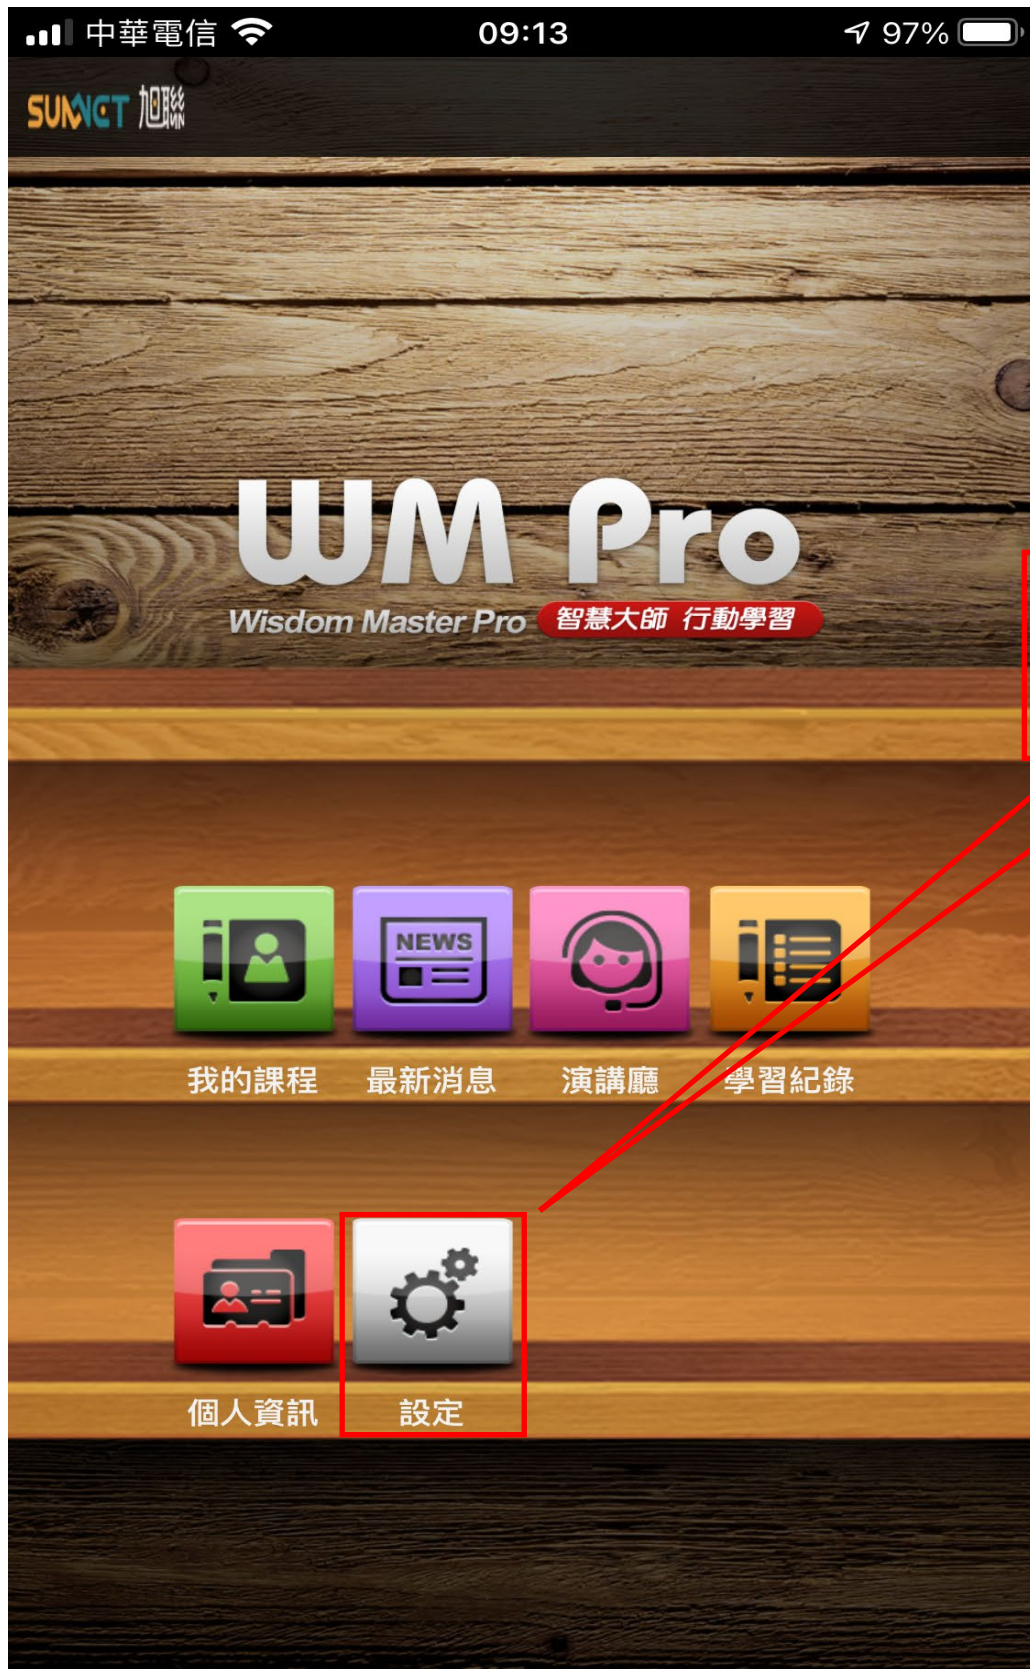 中華電信 09:13 97%
SUNNET 旭聯
WM Pro
Wisdom Master Pro 智慧大師 行動學習
NEWS
我的課程 最新消息 演講廳 學習紀錄
個人資訊 設定